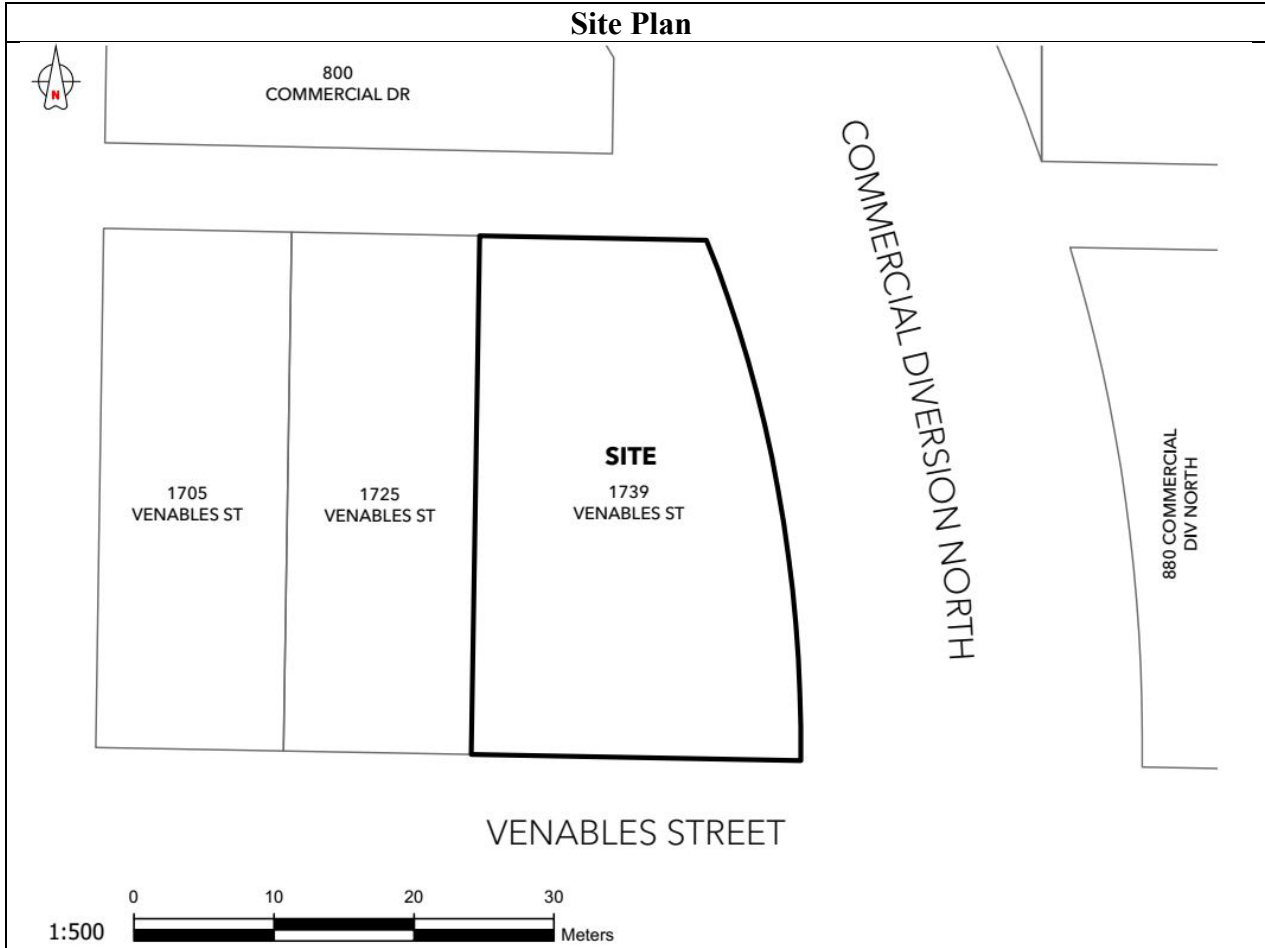 Site Plan
N
800
COMMERCIAL DR
COMMERCIAL DIVERSION NORTH
SITE
1705
VENABLES ST
1725
VENABLES ST
1739
VENABLES ST
880 COMMERCIAL
DIV NORTH
VENABLES STREET
0 10 20 30
1:500 Meters